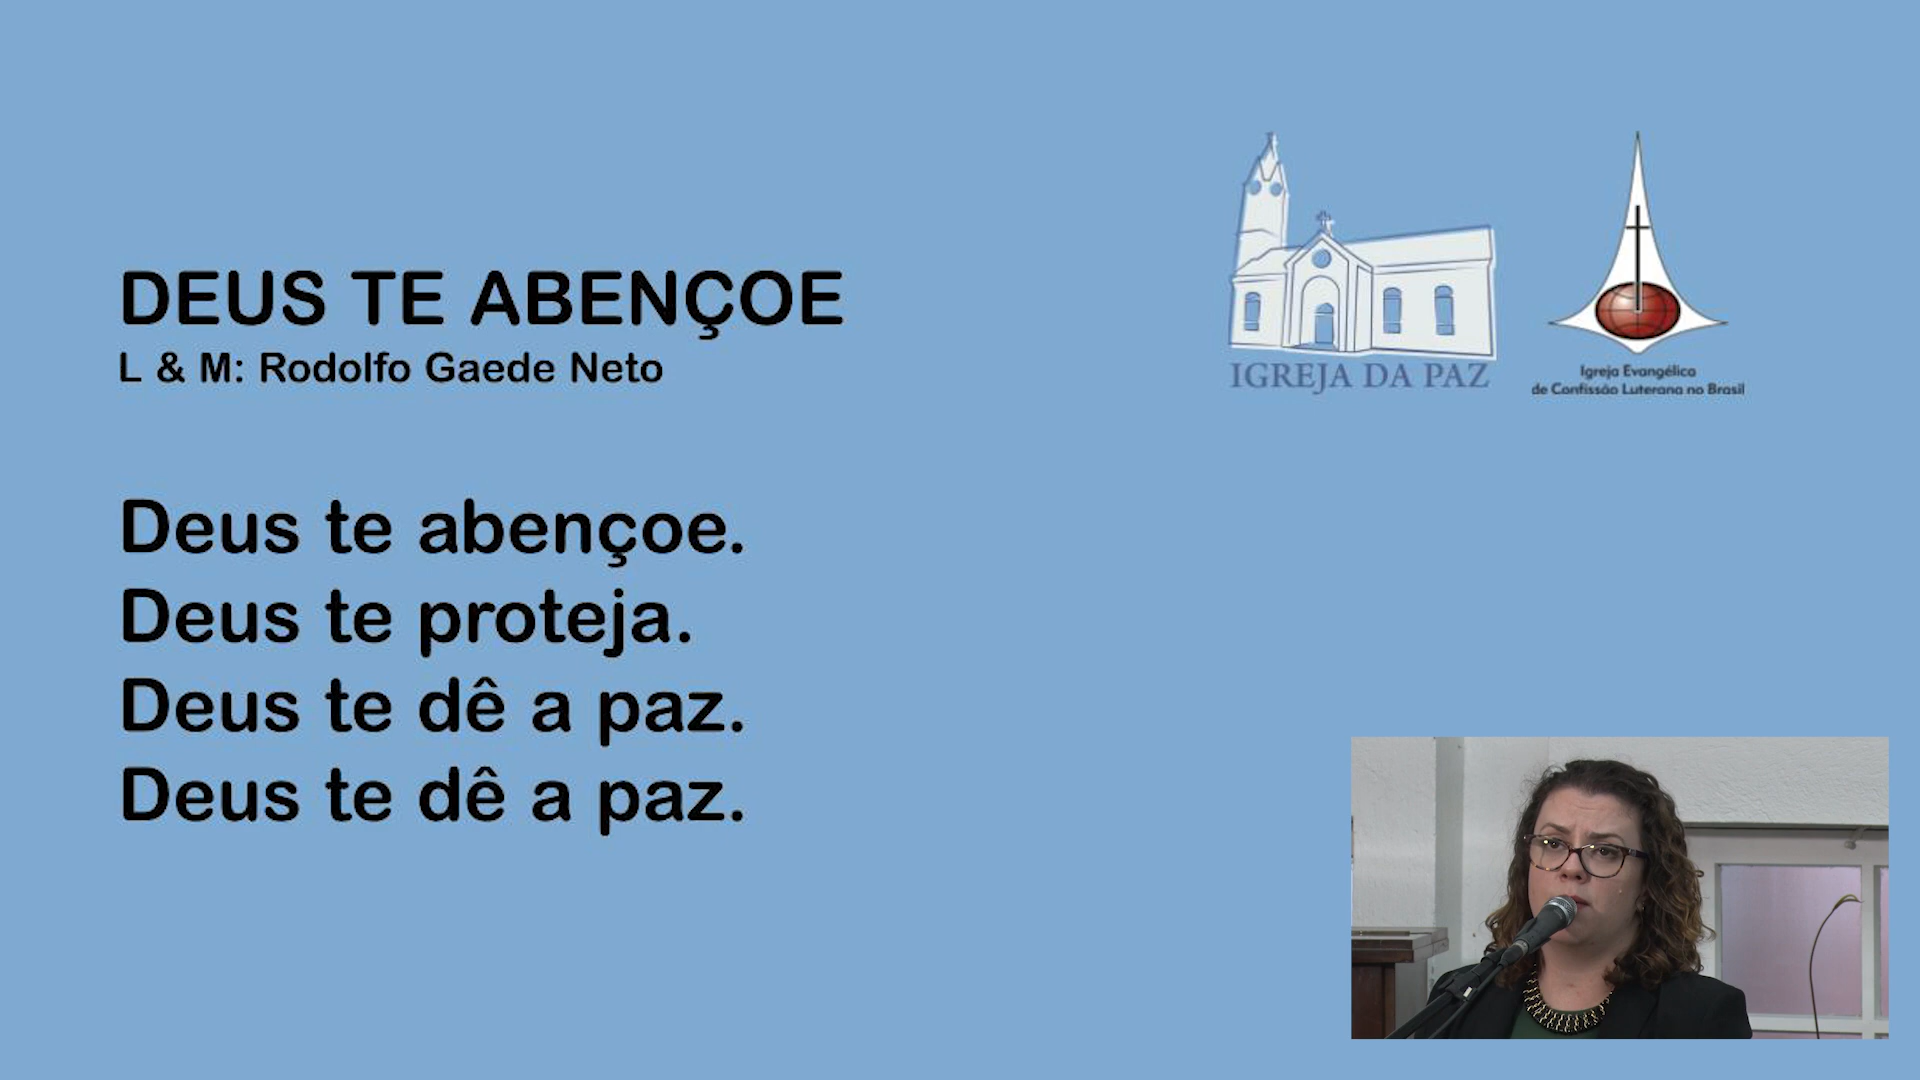 DEUS TE ABENÇOE
L & M: Rodolfo Gaede Neto
IGREJA DA PAZ
Igreja Evangélica
de Confissão Luterana no Brasil
Deus te abençoe.
Deus te proteja.
Deus te dê a paz.
Deus te dê a paz.